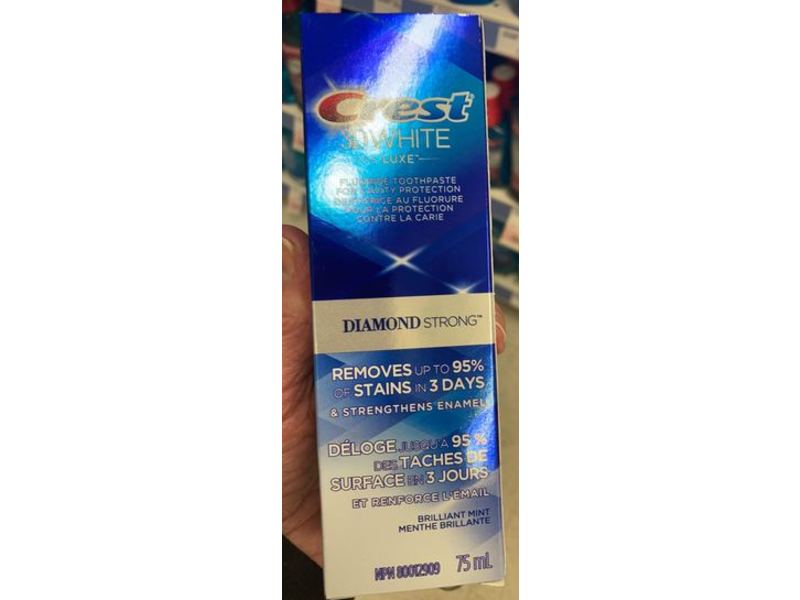 Crest
3D WHITE
LUXE™
FLUORIDE TOOTHPASTE
FOR CAVITY PROTECTION
DENTIFRICE AU FLUORURE
POUR LA PROTECTION
CONTRE LA CARIE
DIAMOND STRONG™
REMOVES UP TO 95%
OF STAINS IN 3 DAYS
& STRENGTHENS ENAMEL
DÉLOGE JUSQU'À 95 %
DES TACHES DE
SURFACE EN 3 JOURS
ET RENFORCE L'ÉMAIL
BRILLIANT MINT
MENTHE BRILLANTE
NPN 80012909 75 mL